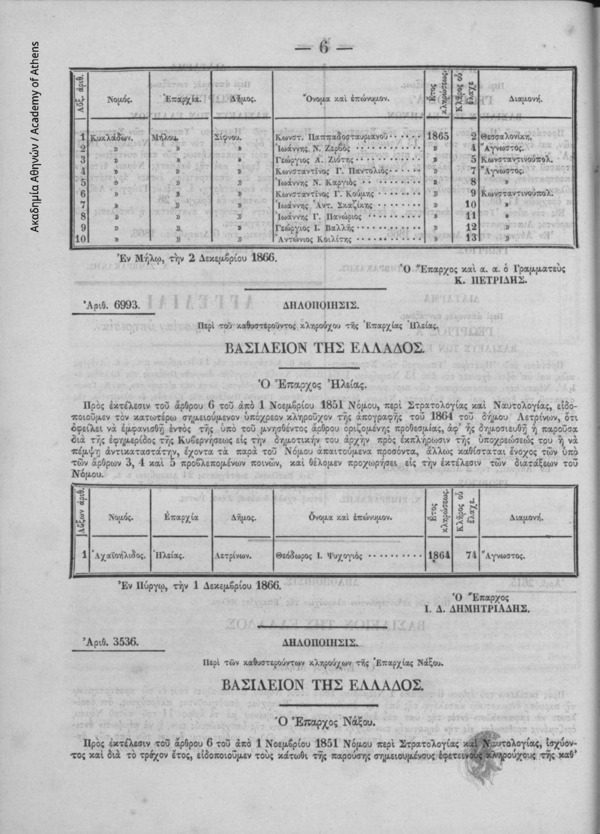 Ακαδημία Αθηνών / Academy of Athens
— 6 —
Αὔξ. ἀριθ. Νομός. Ἐπαρχία. Δῆμος. Ὄνομα καὶ ἐπώνυμον. Ἔτος κληρώσεως. Κλῆρος οὗ ἔλαχε Διαμονή.
1 Κυκλάδων. Μήλου. Σίφνου. Κωνστ. Παππαδοσταυριανοῦ 1865 2 Θεσσαλονίκη.
2 » » » Ἰωάννης Ν. Ζερβός » 4 Ἄγνωστος.
3 » » » Γεώργιος Α. Ζιότης » 5 Κωνσταντινούπολ.
4 » » » Κωνσταντῖνος Γ. Παντολιός » 7 Ἄγνωστος.
5 » » » Ἰωάννης Ν. Καργιός » 8
6 » » » Κωνσταντῖνος Γ. Κούμης » 9 Κωνσταντινούπολ.
7 » » » Ἰωάννης Ἀντ. Σκαζίκης » 10 »
8 » » » Ἰωάννης Γ. Πανώριος » 11 »
9 » » » Γεώργιος Ι. Βαλλῆς » 12 »
10 » » » Ἀντώνιος Κοιλίτης » 13 »
Ἐν Μήλῳ, τὴν 2 Δεκεμβρίου 1866.
Ὁ Ἔπαρχος καὶ α. α. ὁ Γραμματεὺς
Κ. ΠΕΤΡΙΔΗΣ.
Ἀριθ. 6993. ΔΗΛΟΠΟΙΗΣΙΣ.
Περὶ τοῦ καθυστεροῦντος κληρούχου τῆς Ἐπαρχίας Ἠλείας.
ΒΑΣΙΛΕΙΟΝ ΤΗΣ ΕΛΛΑΔΟΣ.
Ὁ Ἔπαρχος Ἠλείας.
Πρὸς ἐκτέλεσιν τοῦ ἄρθρου 6 τοῦ ἀπὸ 1 Νοεμβρίου 1851 Νόμου, περὶ Στρατολογίας καὶ Ναυτολογίας, εἰδο-
ποιοῦμεν τὸν κατωτέρω σημειούμενον ὑπόχρεον κληροῦχον τῆς ἀπογραφῆς τοῦ 1864 τοῦ δήμου Λετρίνων, ὅτι
ὀφείλει νὰ ἐμφανισθῇ ἐντὸς τῆς ὑπὸ τοῦ μνησθέντος ἄρθρου ὁριζομένης προθεσμίας, ἀφ' ἧς δημοσιευθῇ ἡ παροῦσα
διὰ τῆς ἐφημερίδος τῆς Κυβερνήσεως εἰς τὴν δημοτικήν του ἀρχὴν πρὸς ἐκπλήρωσιν τῆς ὑποχρεώσεώς του ἢ νὰ
πέμψῃ ἀντικαταστάτην, ἔχοντα τὰ παρὰ τοῦ Νόμου ἀπαιτούμενα προσόντα, ἄλλως καθίσταται ἔνοχος τῶν ὑπὸ
τῶν ἄρθρων 3, 4 καὶ 5 προβλεπομένων ποινῶν, καὶ θέλομεν προχωρήσει εἰς τὴν ἐκτέλεσιν τῶν διατάξεων τοῦ
Νόμου.
Αὔξων ἀριθ. Νομός. Ἐπαρχία Δῆμος. Ὄνομα καὶ ἐπώνυμον. Ἔτος κληρώσεως. Κλῆρος οὗ ἔλαχε. Διαμονή.
1 Ἀχαϊοήλιδος. Ἠλείας. Λετρίνων. Θεόδωρος Ι. Ψυχογιὸς 1864 74 Ἄγνωστος.
Ἐν Πύργῳ, τὴν 1 Δεκεμβρίου 1866.
Ὁ Ἔπαρχος
Ι. Δ. ΔΗΜΗΤΡΙΑΔΗΣ.
Ἀριθ. 3536. ΔΗΛΟΠΟΙΗΣΙΣ.
Περὶ τῶν καθυστερούντων κληρούχων τῆς Ἐπαρχίας Νάξου.
ΒΑΣΙΛΕΙΟΝ ΤΗΣ ΕΛΛΑΔΟΣ.
Ὁ Ἔπαρχος Νάξου.
Πρὸς ἐκτέλεσιν τοῦ ἄρθρου 6 τοῦ ἀπὸ 1 Νοεμβρίου 1851 Νόμου περὶ Στρατολογίας καὶ Ναυτολογίας, ἰσχύον-
τος καὶ διὰ τὸ τρέχον ἔτος, εἰδοποιοῦμεν τοὺς κάτωθι τῆς παρούσης σημειουμένους ἐφετεινοὺς κληρούχους τῆς καθ'